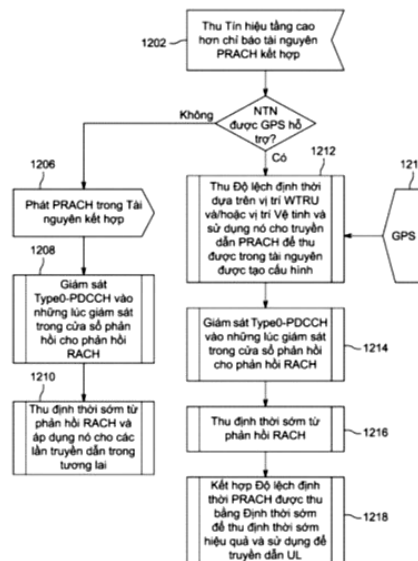 Thu Tín hiệu tầng cao
hơn chỉ báo tài nguyên
PRACH kết hợp
1202
NTN
được GPS hỗ
trợ?
Không
Có
1206
Phát PRACH trong Tài
nguyên kết hợp
1208
Giám sát
Type0-PDCCH vào
những lúc giám sát
trong cửa sổ phản
hồi cho phản hồi
RACH
1210
Thu định thời sớm từ
phản hồi RACH và
áp dụng nó cho các
lần truyền dẫn trong
tương lai
1212
Thu Độ lệch định thời
dựa trên vị trí WTRU
và/hoặc vị trí Vệ tinh và
sử dụng nó cho truyền
dẫn PRACH để thu
được trong tài nguyên
được tạo cấu hình
121
GPS
Giám sát Type0-PDCCH
vào những lúc giám sát
trong cửa sổ phản hồi
cho phản hồi RACH
1214
Thu định thời sớm từ
phản hồi RACH
1216
Kết hợp Độ lệch định
thời PRACH được thu
bằng Định thời sớm
để thu định thời sớm
hiệu quả và sử dụng để
truyền dẫn UL
1218